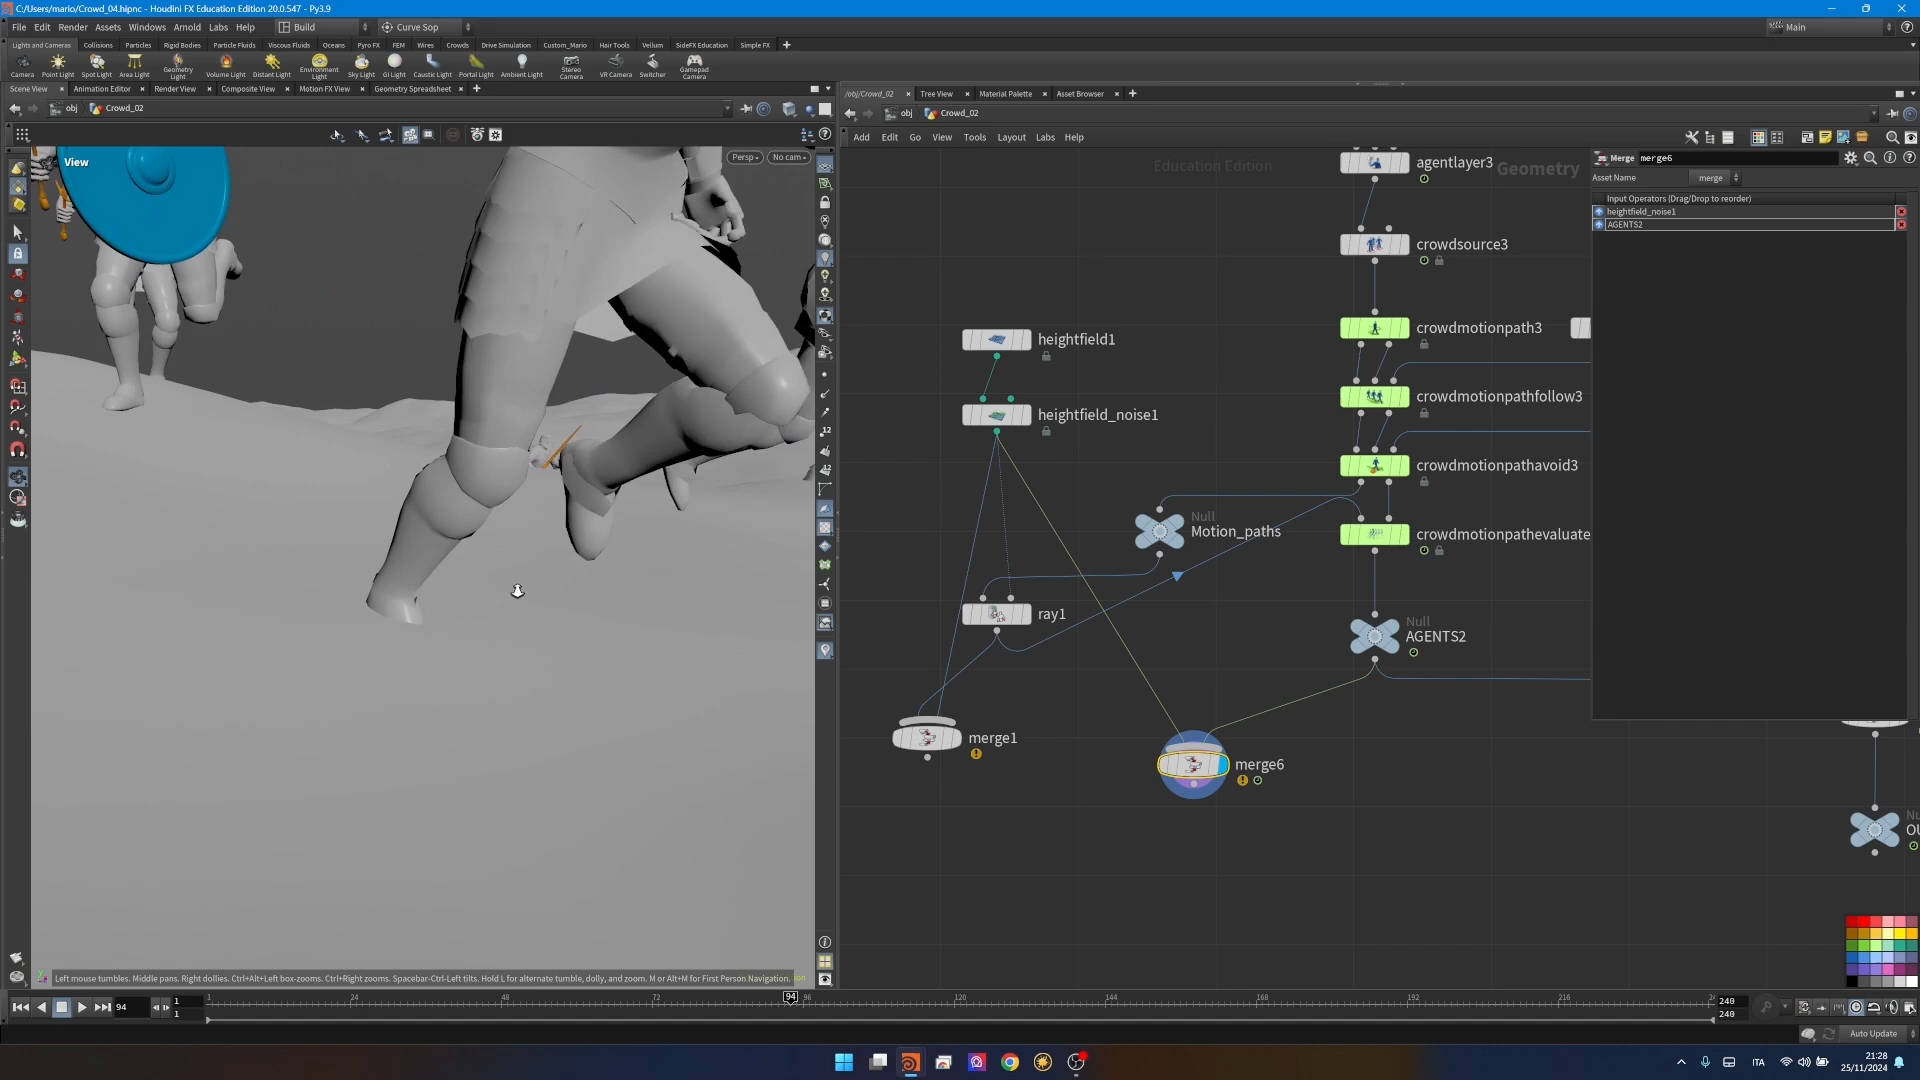 C:/Users/mario/Crowd_04.hipnc - Houdini FX Education Edition 20.0.547 - Py3.9
File Edit Render Assets Windows Arnold Labs Help Build Curve Sop Main
Lights and Cameras Collisions Particles Rigid Bodies Particle Fluids Viscous Fluids Oceans Pyro FX FEM Wires Crowds Drive Simulation Custom_Mario Hair Tools Vellum SideFX Education Simple FX
Camera Point Light Spot Light Area Light Geometry Light Volume Light Distant Light Environment Light Sky Light GI Light Caustic Light Portal Light Ambient Light Stereo Camera VR Camera Switcher Gamepad Camera
Scene View Animation Editor Render View Composite View Motion FX View Geometry Spreadsheet
/obj/Crowd_02 Tree View Material Palette Asset Browser
obj Crowd_02
obj Crowd_02
Add Edit Go View Tools Layout Labs Help
View
Persp No cam
Education Edition
Geometry
agentlayer3
crowdsource3
crowdmotionpath3
crowdmotionpathfollow3
crowdmotionpathavoid3
crowdmotionpathevaluate
heightfield1
heightfield_noise1
Null
Motion_paths
ray1
Null
AGENTS2
merge1
merge6
Merge merge6
Asset Name merge
Input Operators (Drag/Drop to reorder)
heightfield_noise1
AGENTS2
12
12
Left mouse tumbles. Middle pans. Right dollies. Ctrl+Alt+Left box-zooms. Ctrl+Right zooms. Spacebar-Ctrl-Left tilts. Hold L for alternate tumble, dolly, and zoom. M or Alt+M for First Person Navigation.
94
1
1
1 24 48 72 94 96 120 144 168 192 216
240
240
Auto Update
ITA
21:28
25/11/2024